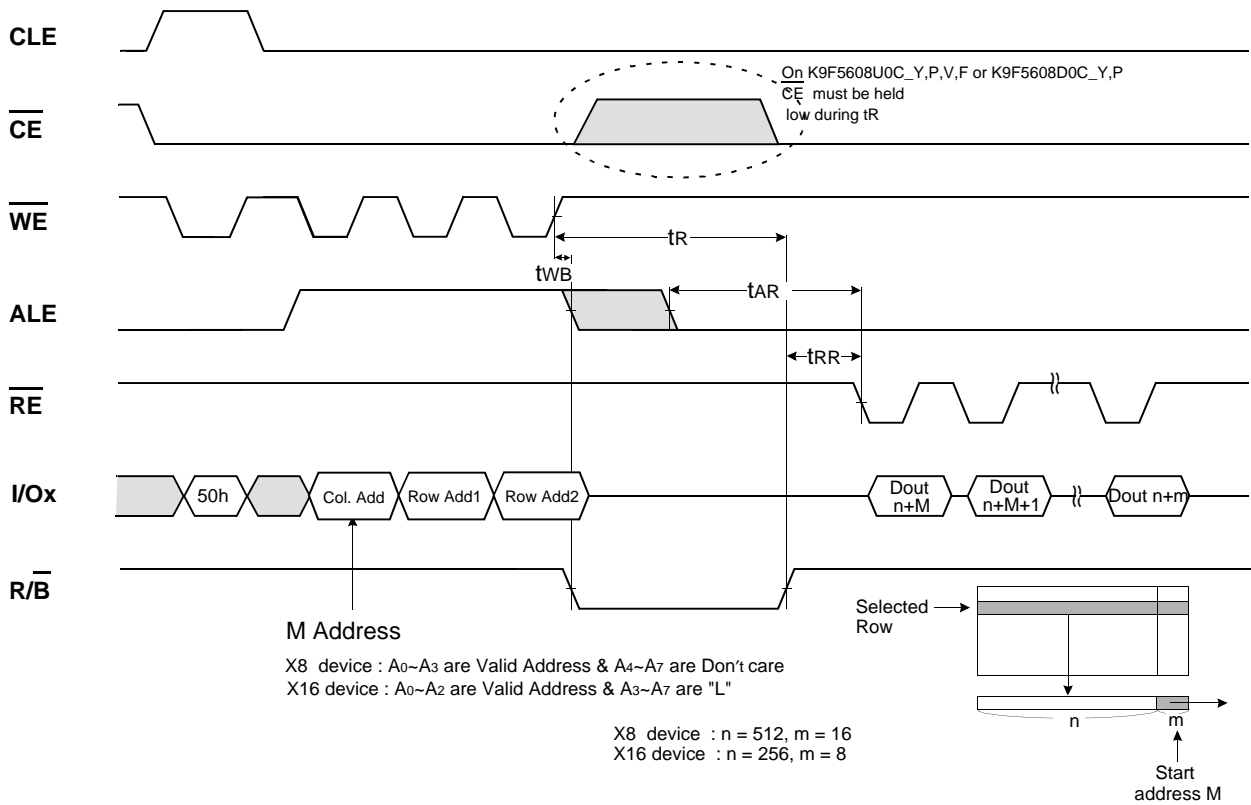 CLE
On K9F5608U0C_Y,P,V,F or K9F5608D0C_Y,P
CE must be held
low during tR
CE
WE
tR
tWB
tAR
ALE
tRR
RE
I/Ox
50h
Col. Add
Row Add1
Row Add2
Dout
n+M
Dout
n+M+1
Dout n+m
R/B
M Address
X8 device : A0~A3 are Valid Address & A4~A7 are Don't care
X16 device : A0~A2 are Valid Address & A3~A7 are "L"
X8 device : n = 512, m = 16
X16 device : n = 256, m = 8
Selected
Row
n
m
Start
address M